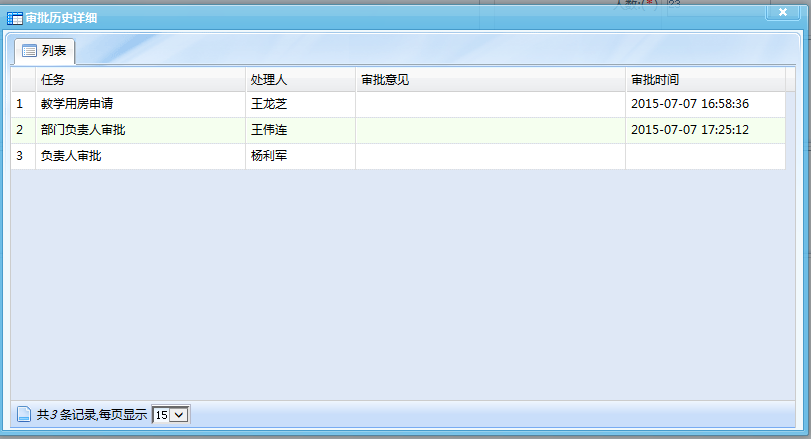 人数:(*) 23
审批历史详细
列表
任务 处理人 审批意见 审批时间
1 教学用房申请 王龙芝 2015-07-07 16:58:36
2 部门负责人审批 王伟连 2015-07-07 17:25:12
3 负责人审批 杨利军
共3条记录,每页显示 15